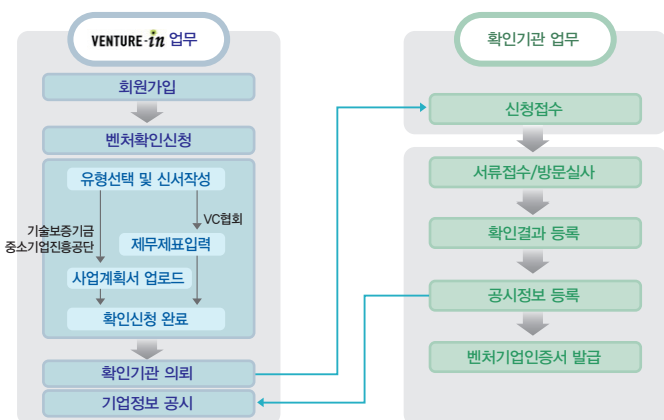 VENTURE-in 업무
회원가입
벤처확인신청
유형선택 및 신서작성
기술보증기금
중소기업진흥공단
VC협회
제무제표입력
사업계획서 업로드
확인신청 완료
확인기관 의뢰
기업정보 공시
확인기관 업무
신청접수
서류접수/방문실사
확인결과 등록
공시정보 등록
벤처기업인증서 발급